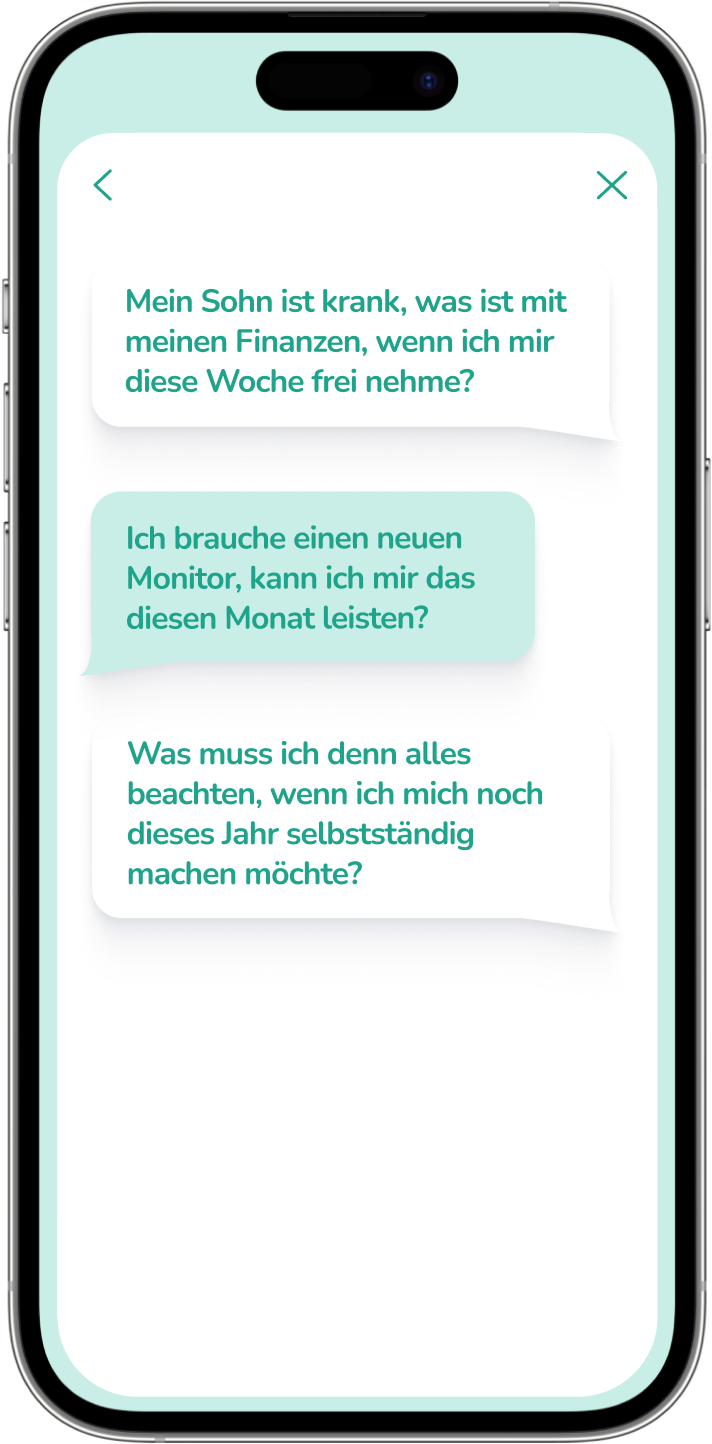 Mein Sohn ist krank, was ist mit
meinen Finanzen, wenn ich mir
diese Woche frei nehme?
Ich brauche einen neuen
Monitor, kann ich mir das
diesen Monat leisten?
Was muss ich denn alles
beachten, wenn ich mich noch
dieses Jahr selbstständig
machen möchte?